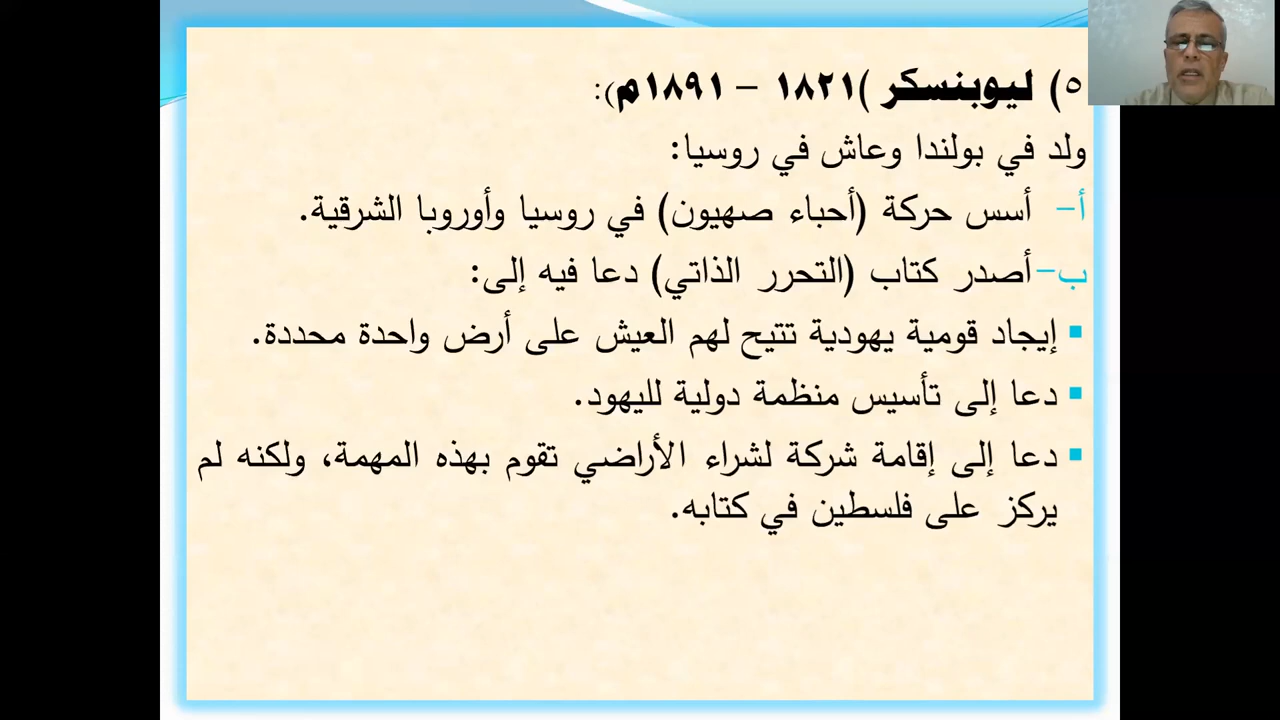 ٥) ليوبنسكر )١٨٢١ – ١٨٩١م(:
ولد في بولندا وعاش في روسيا:
أ- أسس حركة (أحباء صهيون) في روسيا وأوروبا الشرقية.
ب- أصدر كتاب (التحرر الذاتي) دعا فيه إلى:
▪ إيجاد قومية يهودية تتيح لهم العيش على أرض واحدة محددة.
▪ دعا إلى تأسيس منظمة دولية لليهود.
▪ دعا إلى إقامة شركة لشراء الأراضي تقوم بهذه المهمة، ولكنه لم
يركز على فلسطين في كتابه.